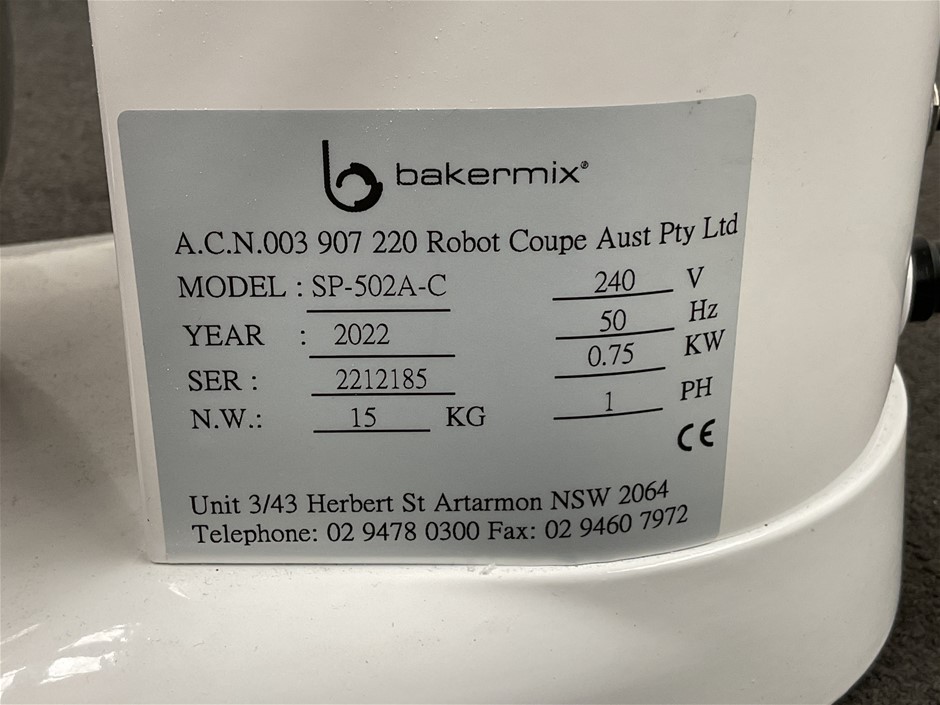 bakermix®
A.C.N.003 907 220 Robot Coupe Aust Pty Ltd
MODEL : SP-502A-C 240 V
YEAR : 2022 50 Hz
SER : 2212185 0.75 KW
N.W.: 15 KG 1 PH
CE
Unit 3/43 Herbert St Artarmon NSW 2064
Telephone: 02 9478 0300 Fax: 02 9460 7972